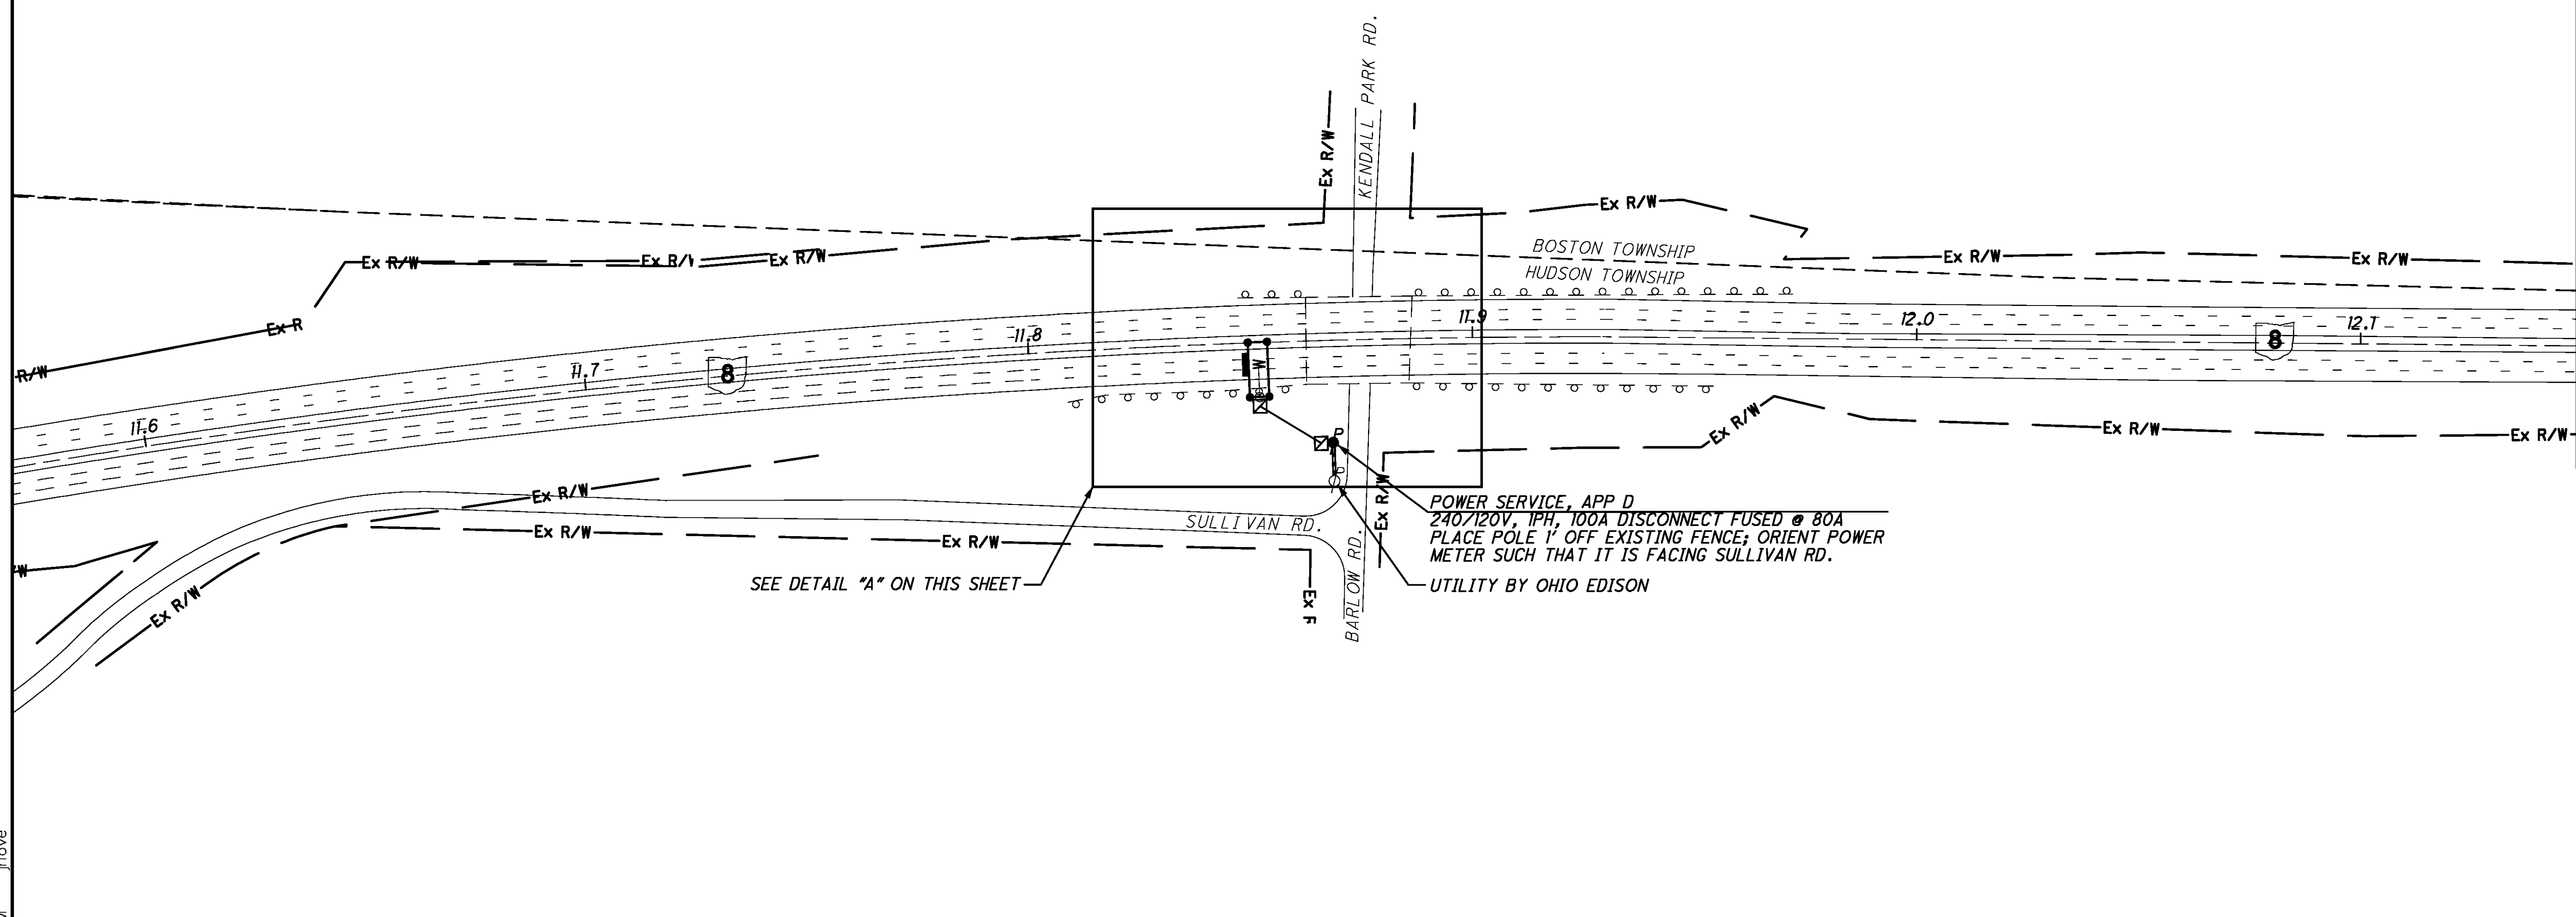 KENDALL PARK RD.
Ex R/W
Ex R/W
BOSTON TOWNSHIP
HUDSON TOWNSHIP
Ex R/W
Ex R/W
Ex R/W
Ex R/W
Ex R/W
Ex R
R/W
11.6
11.7
8
11.8
W
11.9
12.0
8
12.1
P
Ex R/W
Ex R/W
Ex R/W
Ex R/W
Ex R/W
Ex R/W
Ex R/W
SULLIVAN RD.
Ex R/W
Ex R/W
BARLOW RD.
POWER SERVICE, APP D
240/120V, 1PH, 100A DISCONNECT FUSED @ 80A
PLACE POLE 1' OFF EXISTING FENCE; ORIENT POWER
METER SUCH THAT IT IS FACING SULLIVAN RD.
UTILITY BY OHIO EDISON
SEE DETAIL "A" ON THIS SHEET